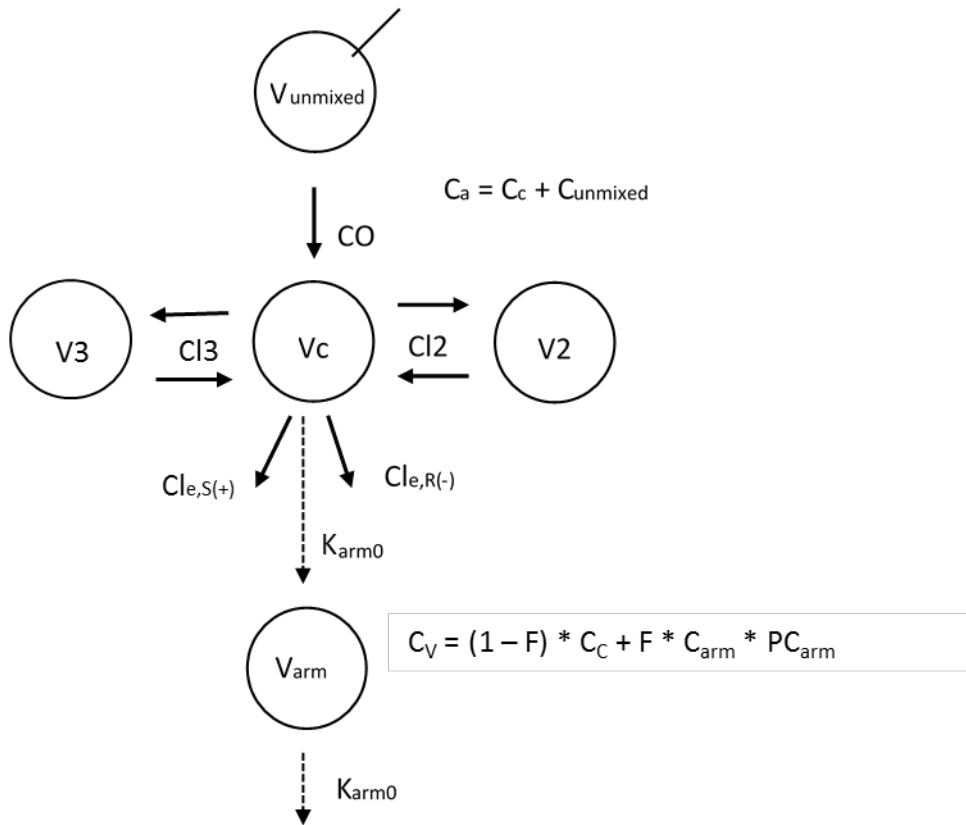 V unmixed
Ca = Cc + Cunmixed
CO
V3
Cl3
Vc
Cl2
V2
Cle,S(+)
Cle,R(-)
Karm0
Varm
CV = (1 – F) * CC + F * Carm * PCarm
Karm0